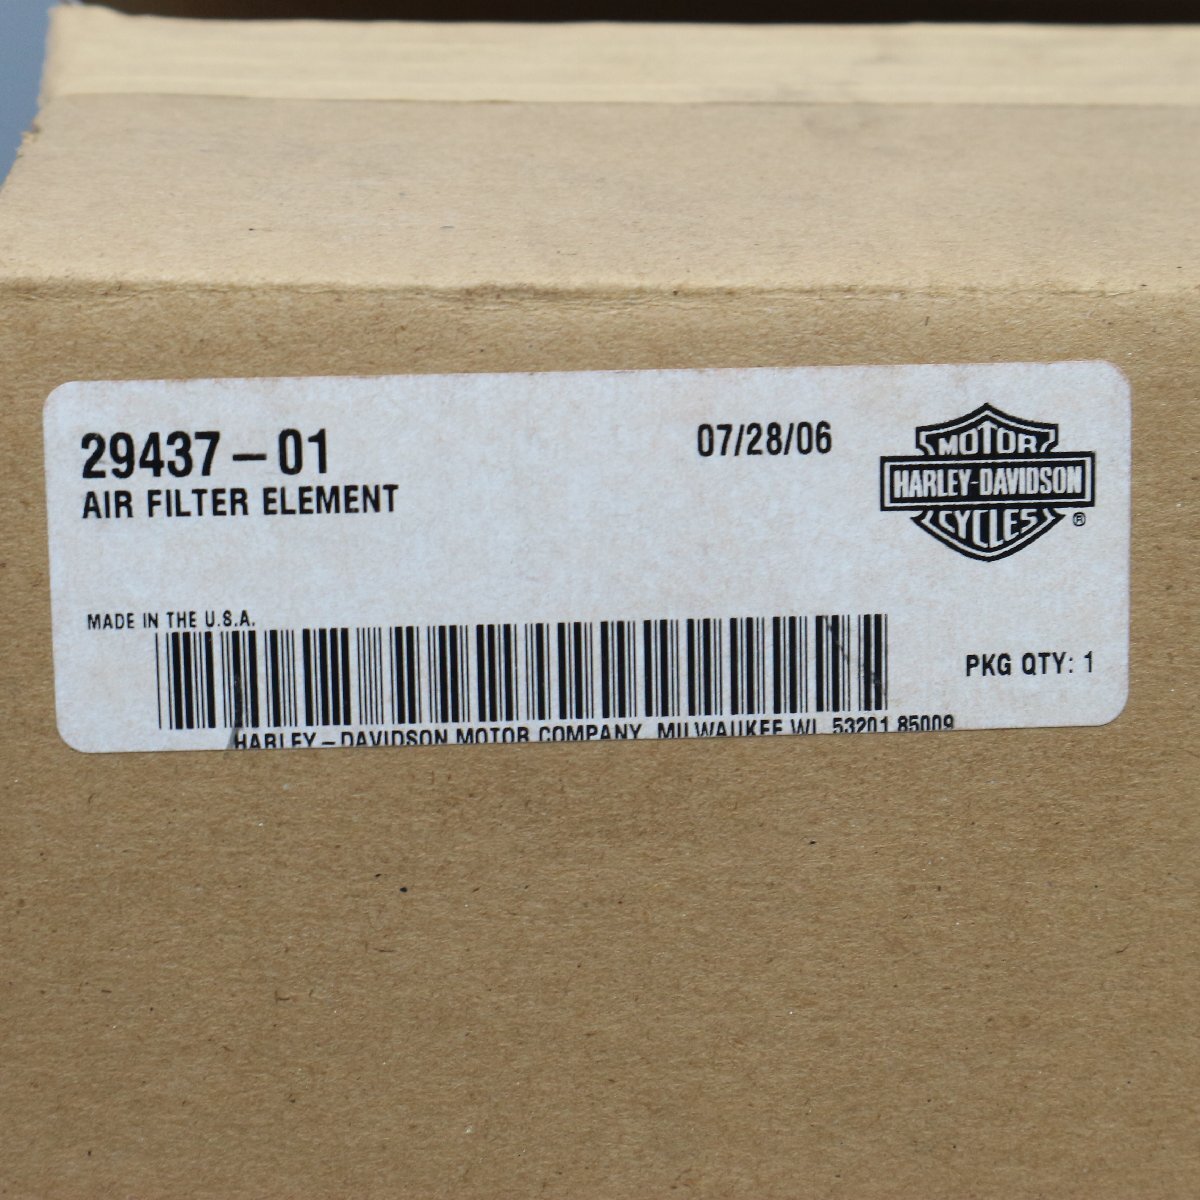 29437-01
07/28/06
AIR FILTER ELEMENT
MOTOR
HARLEY-DAVIDSON
CYCLES ®
MADE IN THE U.S.A.
PKG QTY: 1
HARLEY-DAVIDSON MOTOR COMPANY, MILWAUKEE WI. 53201 85009